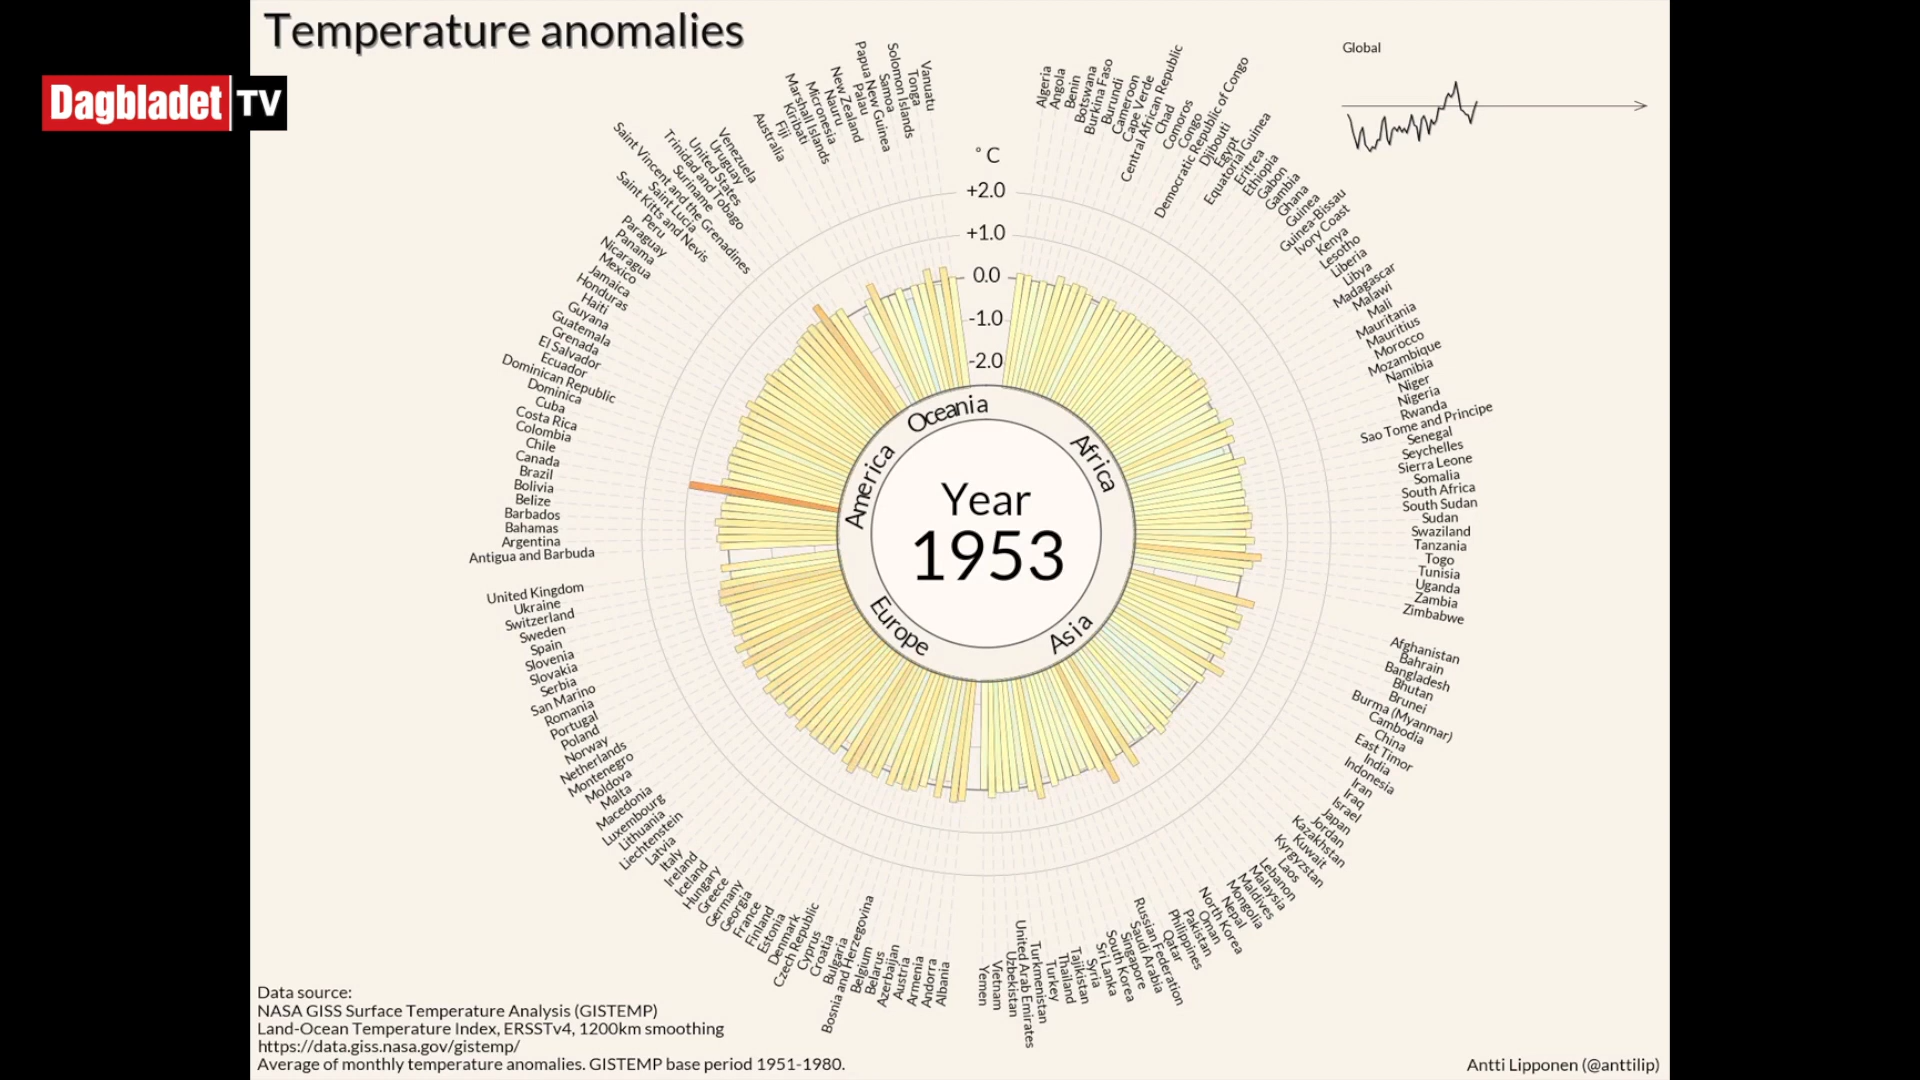 Temperature anomalies
Dagbladet TV
Global
°C
+2.0
+1.0
0.0
-1.0
-2.0
Year
1953
Africa
Asia
Europe
America
Oceania
Algeria
Angola
Benin
Botswana
Burkina Faso
Burundi
Cameroon
Cape Verde
Central African Republic
Chad
Comoros
Congo
Democratic Republic of Congo
Djibouti
Egypt
Equatorial Guinea
Eritrea
Ethiopia
Gabon
Gambia
Ghana
Guinea
Guinea-Bissau
Ivory Coast
Kenya
Lesotho
Liberia
Libya
Madagascar
Malawi
Mali
Mauritania
Mauritius
Morocco
Mozambique
Namibia
Niger
Nigeria
Rwanda
Sao Tome and Principe
Senegal
Seychelles
Sierra Leone
Somalia
South Africa
South Sudan
Sudan
Swaziland
Tanzania
Togo
Tunisia
Uganda
Zambia
Zimbabwe
Afghanistan
Bahrain
Bangladesh
Bhutan
Brunei
Burma (Myanmar)
Cambodia
China
East Timor
India
Indonesia
Iran
Iraq
Israel
Japan
Jordan
Kazakhstan
Kuwait
Kyrgyzstan
Laos
Lebanon
Malaysia
Maldives
Mongolia
Nepal
North Korea
Oman
Pakistan
Philippines
Qatar
Russian Federation
Saudi Arabia
Singapore
South Korea
Sri Lanka
Syria
Tajikistan
Thailand
Turkey
Turkmenistan
United Arab Emirates
Uzbekistan
Vietnam
Yemen
Albania
Andorra
Armenia
Austria
Azerbaijan
Belarus
Belgium
Bosnia and Herzegovina
Bulgaria
Croatia
Cyprus
Czech Republic
Denmark
Estonia
Finland
France
Georgia
Germany
Greece
Hungary
Iceland
Ireland
Italy
Latvia
Liechtenstein
Lithuania
Luxembourg
Macedonia
Malta
Moldova
Montenegro
Netherlands
Norway
Poland
Portugal
Romania
San Marino
Serbia
Slovakia
Slovenia
Spain
Sweden
Switzerland
Ukraine
United Kingdom
Antigua and Barbuda
Argentina
Bahamas
Barbados
Belize
Bolivia
Brazil
Canada
Chile
Colombia
Costa Rica
Cuba
Dominica
Dominican Republic
Ecuador
El Salvador
Grenada
Guatemala
Guyana
Haiti
Honduras
Jamaica
Mexico
Nicaragua
Panama
Paraguay
Peru
Saint Kitts and Nevis
Saint Lucia
Saint Vincent and the Grenadines
Suriname
Trinidad and Tobago
United States
Uruguay
Venezuela
Australia
Fiji
Kiribati
Marshall Islands
Micronesia
Nauru
New Zealand
Palau
Papua New Guinea
Samoa
Solomon Islands
Tonga
Vanuatu
Data source:
NASA GISS Surface Temperature Analysis (GISTEMP)
Land-Ocean Temperature Index, ERSSTv4, 1200km smoothing
https://data.giss.nasa.gov/gistemp/
Average of monthly temperature anomalies. GISTEMP base period 1951-1980.
Antti Lipponen (@anttilip)